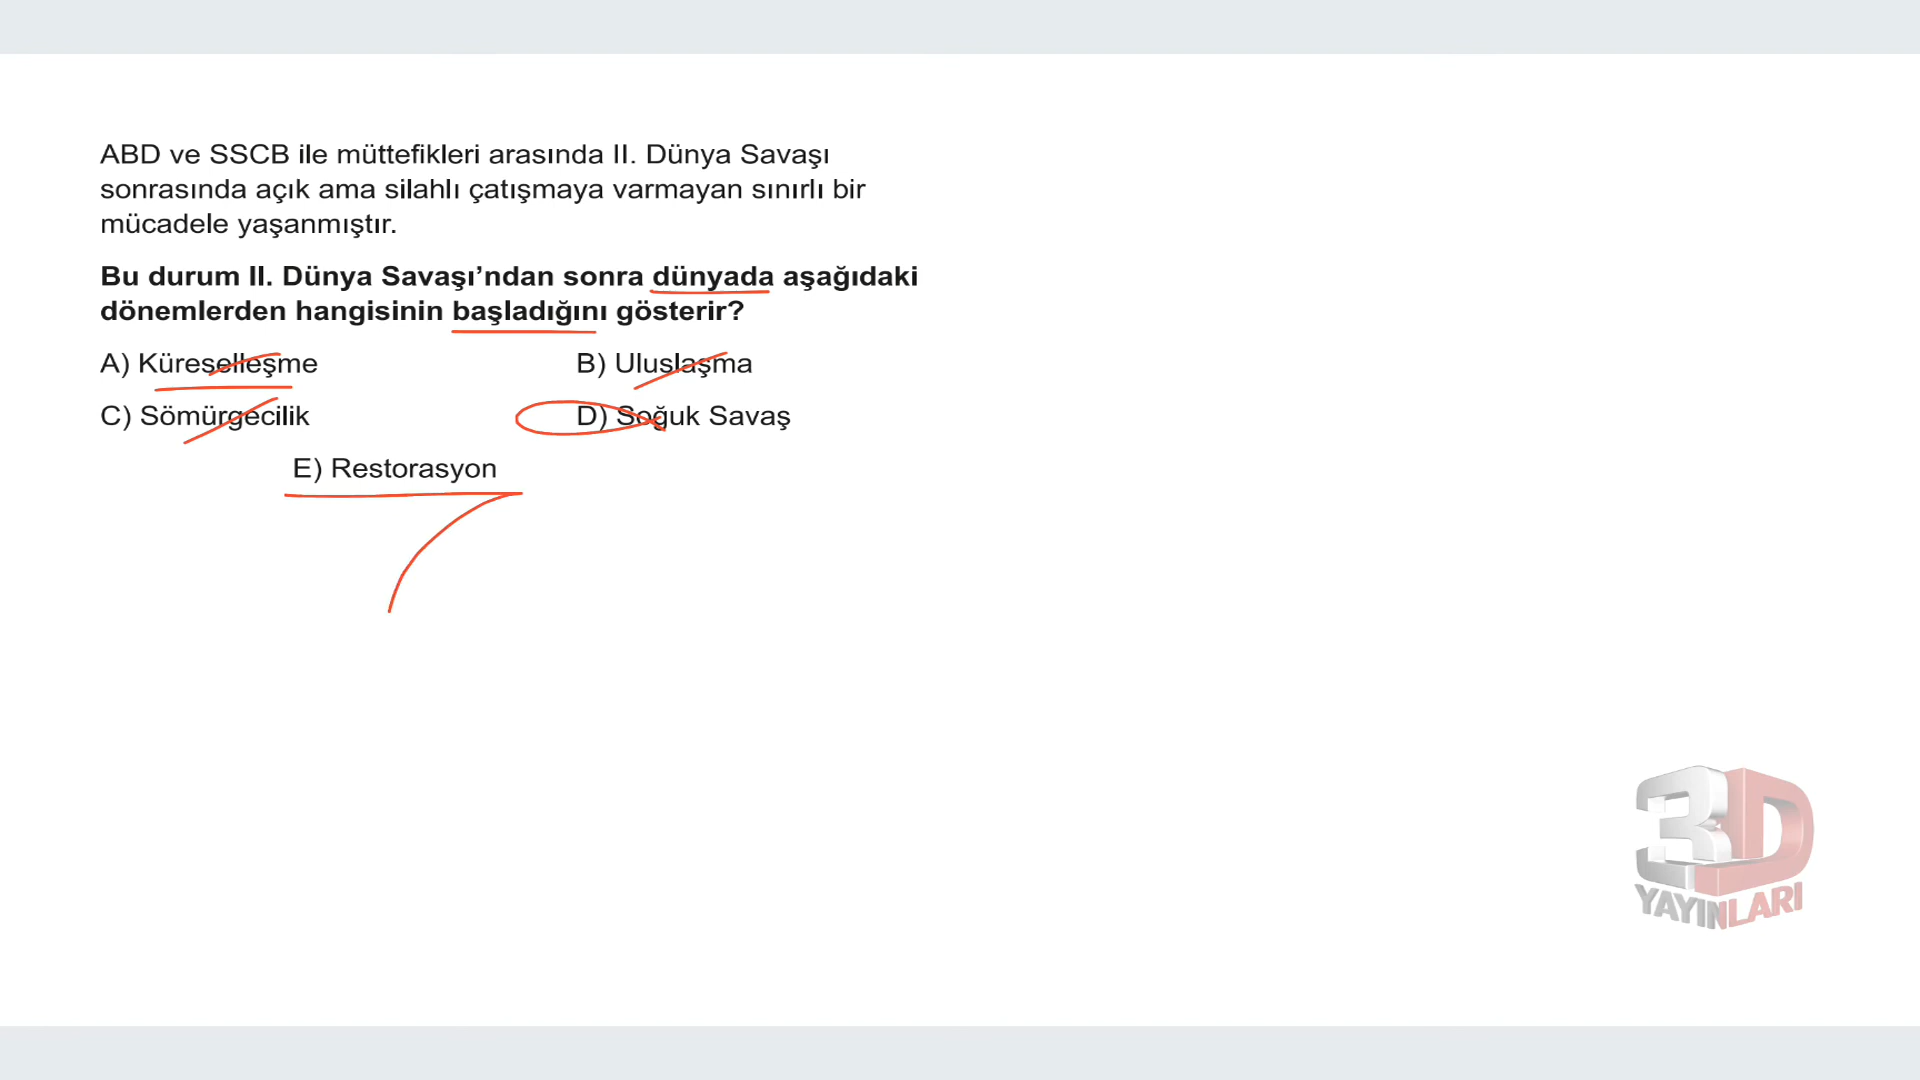 ABD ve SSCB ile müttefikleri arasında II. Dünya Savaşı
sonrasında açık ama silahlı çatışmaya varmayan sınırlı bir
mücadele yaşanmıştır.
Bu durum II. Dünya Savaşı’ndan sonra dünyada aşağıdaki
dönemlerden hangisinin başladığını gösterir?
A) Küreselleşme B) Uluslaşma
C) Sömürgecilik D) Soğuk Savaş
E) Restorasyon
3D
YAYINLARI